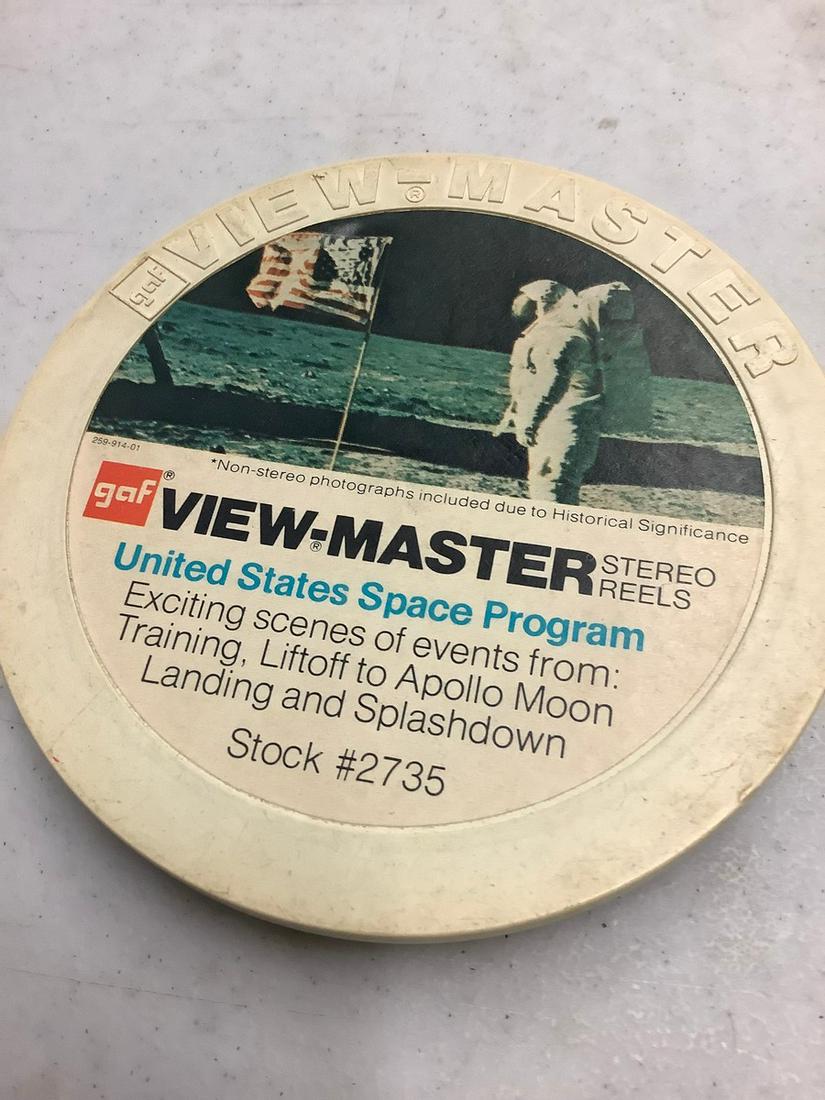 gaf VIEW-MASTER®
259-914-01
*Non-stereo photographs included due to Historical Significance
gaf® VIEW-MASTER® STEREO
REELS
United States Space Program
Exciting scenes of events from:
Training, Liftoff to Apollo Moon
Landing and Splashdown
Stock #2735